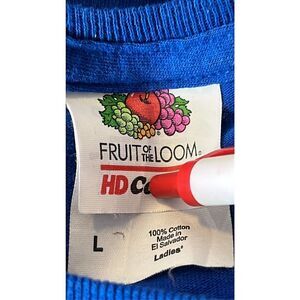 FRUIT OF THE LOOM®
HD
L
100% Cotton
Made in
El Salvador
Ladies'